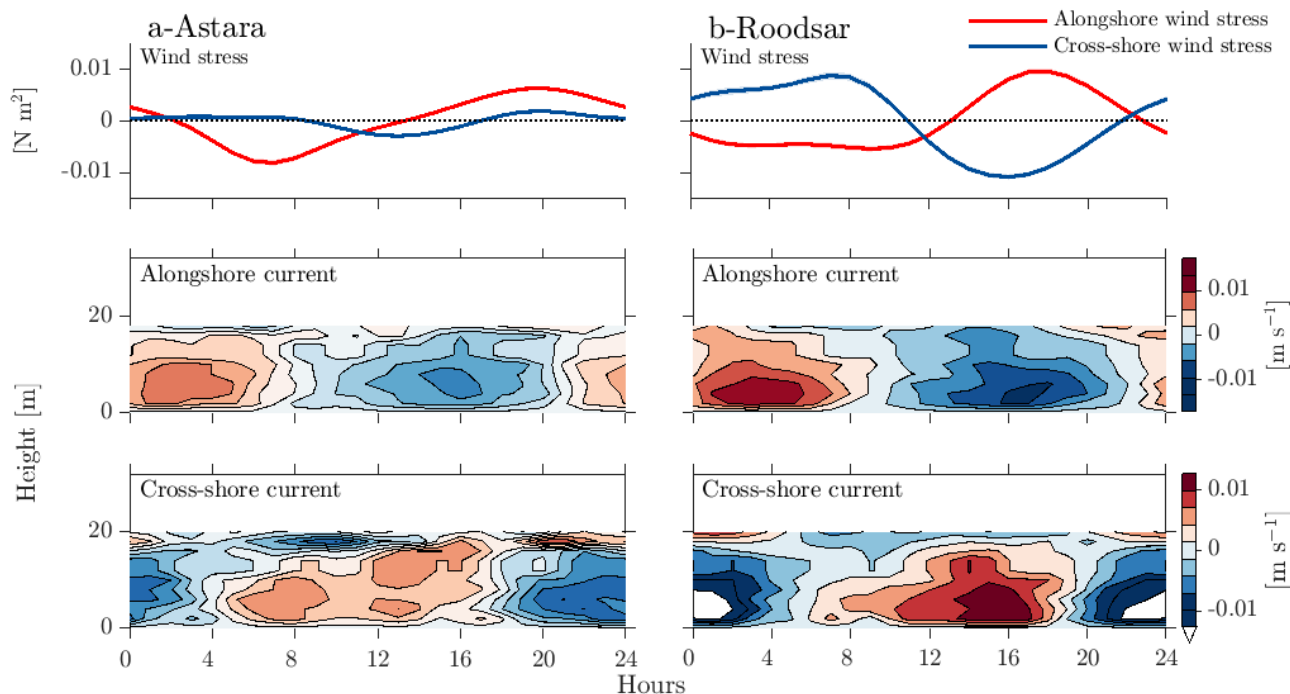 a-Astara
b-Roodsar
Alongshore wind stress
Cross-shore wind stress
Wind stress
Wind stress
0.01
0
-0.01
[N m²]
Alongshore current
Alongshore current
20
0
0.01
0
-0.01
[m s⁻¹]
Height [m]
Cross-shore current
Cross-shore current
20
0
0.01
0
-0.01
[m s⁻¹]
0 4 8 12 16 20 24
0 4 8 12 16 20 24
Hours